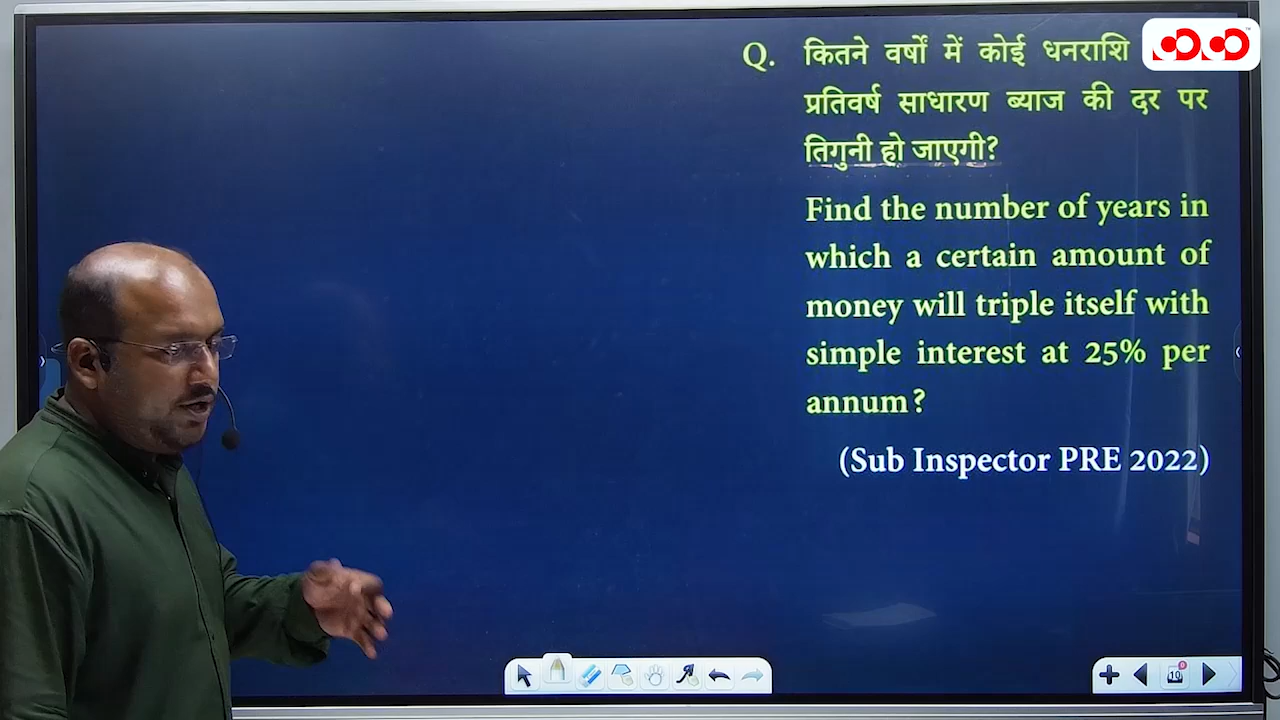 Q. कितने वर्षों में कोई धनराशि
प्रतिवर्ष साधारण ब्याज की दर पर
तिगुनी हो जाएगी?
Find the number of years in
which a certain amount of
money will triple itself with
simple interest at 25% per
annum?
(Sub Inspector PRE 2022)
10